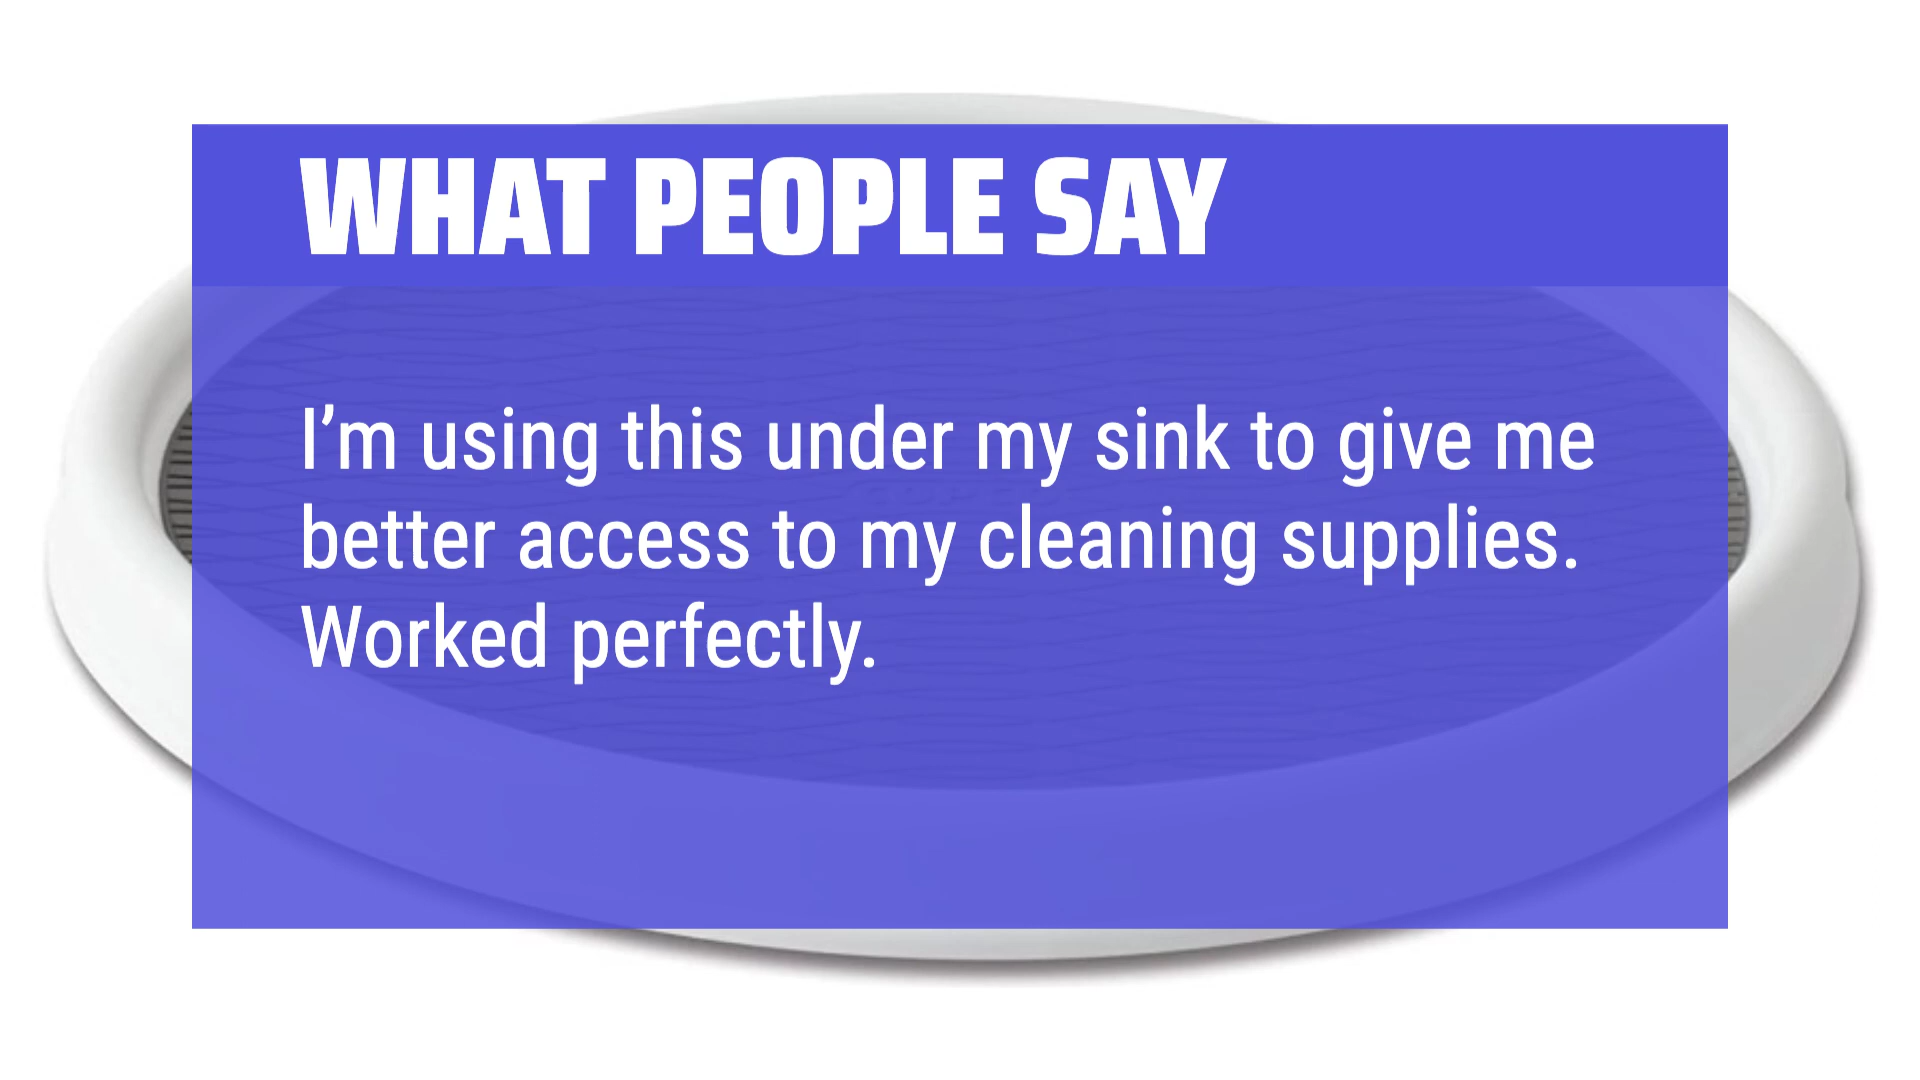 WHAT PEOPLE SAY
I’m using this under my sink to give me
better access to my cleaning supplies.
Worked perfectly.